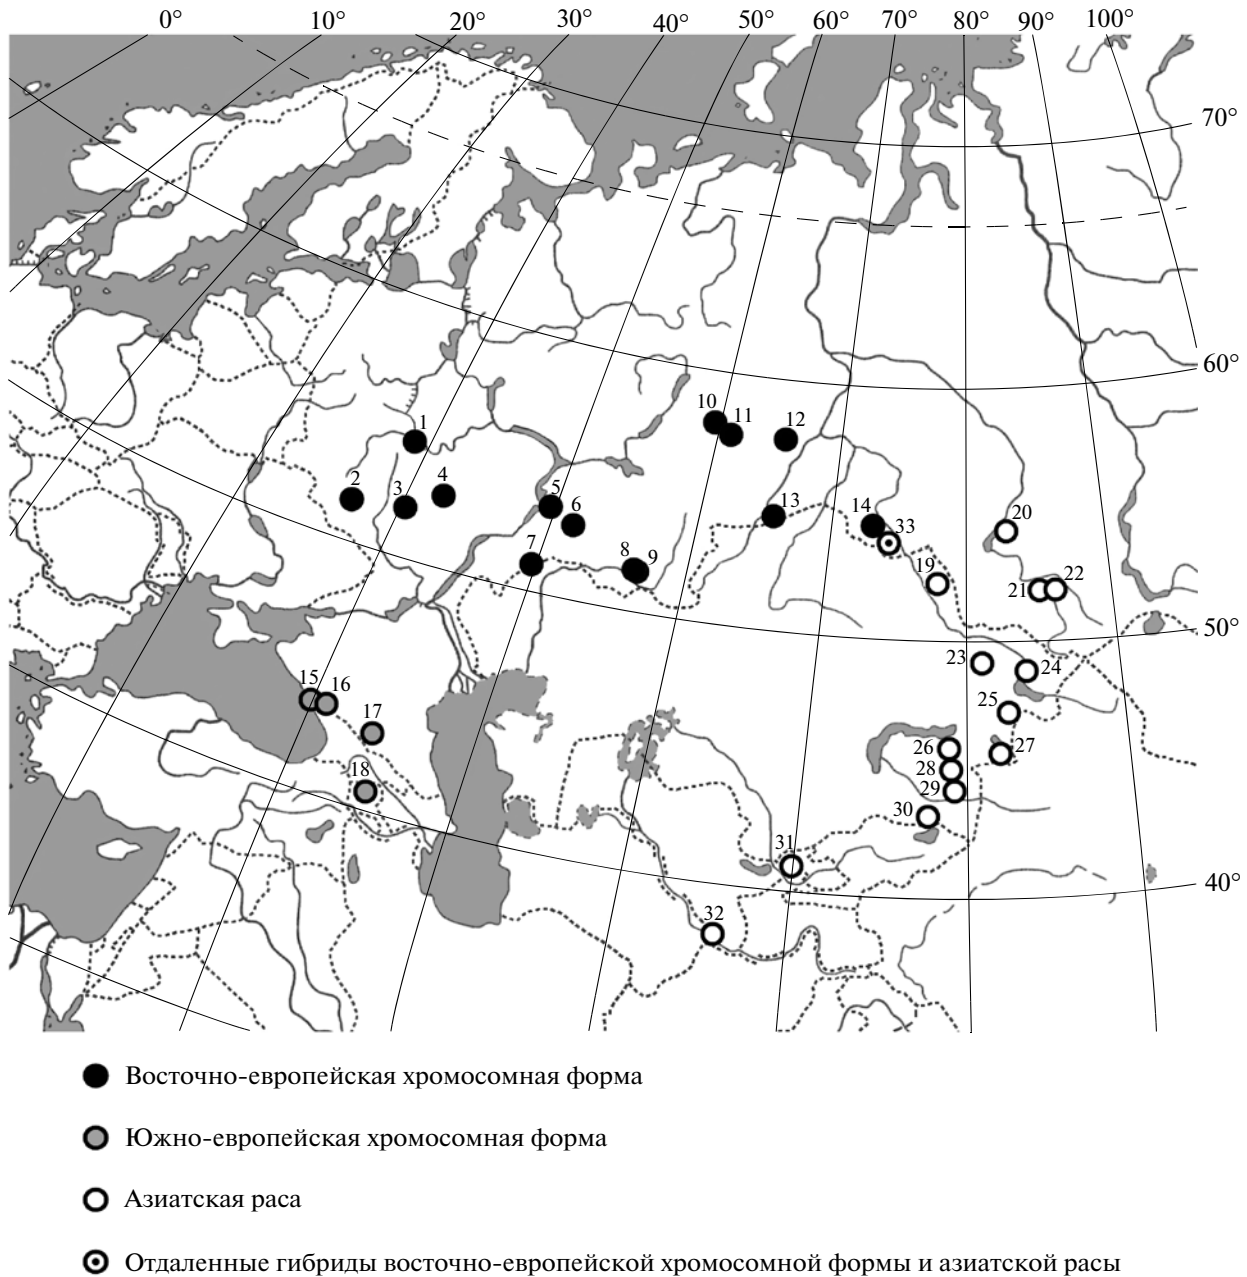 0° 10° 20° 30° 40° 50° 60° 70° 80° 90° 100°
70°
60°
10 11 12
1
2 3 4 5 6
7 8 9
13 14 33 20
19 21 22
50°
15 16 17 18
23 24
25
26 27
28
29
30
31
40°
32
Восточно-европейская хромосомная форма
Южно-европейская хромосомная форма
Азиатская раса
Отдаленные гибриды восточно-европейской хромосомной формы и азиатской расы